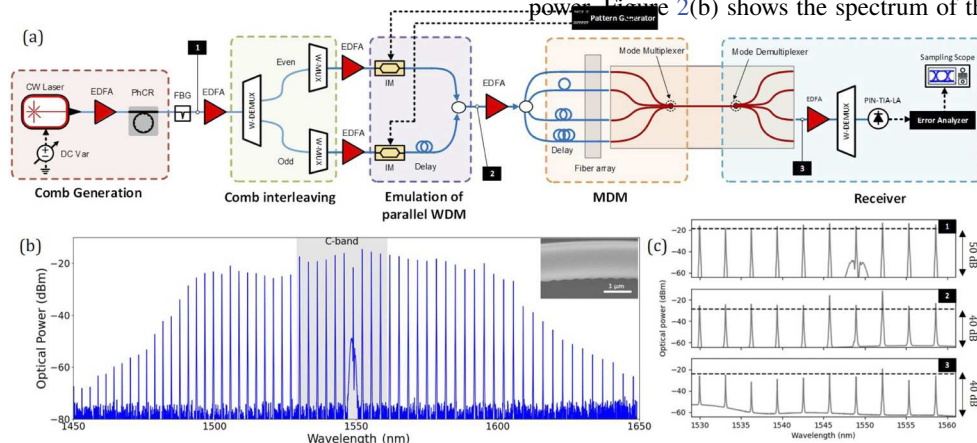 power. Figure 2(b) shows the spectrum of th
(a)
Pattern Generator
1
EDFA
Mode Multiplexer
Mode Demultiplexer
Sampling Scope
Even
IM
CW Laser
EDFA
PhCR
FBG
EDFA
W-DEMUX
W-MUX
EDFA
EDFA
W-DEMUX
PIN-TIA-LA
Error Analyzer
DC Var
Odd
W-MUX
EDFA
IM
Delay
2
Delay
Fiber array
3
Comb Generation
Comb interleaving
Emulation of
parallel WDM
MDM
Receiver
(b)
C-band
1 μm
Optical power (dBm)
−20
−40
−60
−80
1450
1500
1550
1600
1650
Wavelength (nm)
(c)
−20
−40
−60
1
50 dB
−20
−40
−60
2
40 dB
−20
−40
−60
3
40 dB
Optical power (dBm)
1530
1535
1540
1545
1550
1555
1560
Wavelength (nm)